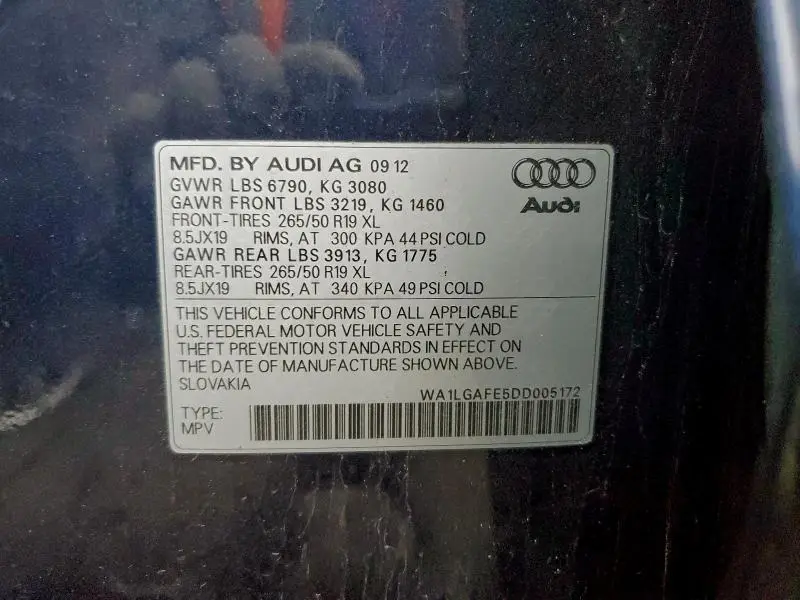 MFD. BY AUDI AG 09 12
Audi
GVWR LBS 6790, KG 3080
GAWR FRONT LBS 3219, KG 1460
FRONT-TIRES 265/50 R19 XL
8.5JX19 RIMS, AT 300 KPA 44 PSI COLD
GAWR REAR LBS 3913, KG 1775
REAR-TIRES 265/50 R19 XL
8.5JX19 RIMS, AT 340 KPA 49 PSI COLD
THIS VEHICLE CONFORMS TO ALL APPLICABLE
U.S. FEDERAL MOTOR VEHICLE SAFETY AND
THEFT PREVENTION STANDARDS IN EFFECT ON
THE DATE OF MANUFACTURE SHOWN ABOVE.
SLOVAKIA
WA1LGAFE5DD005172
TYPE:
MPV